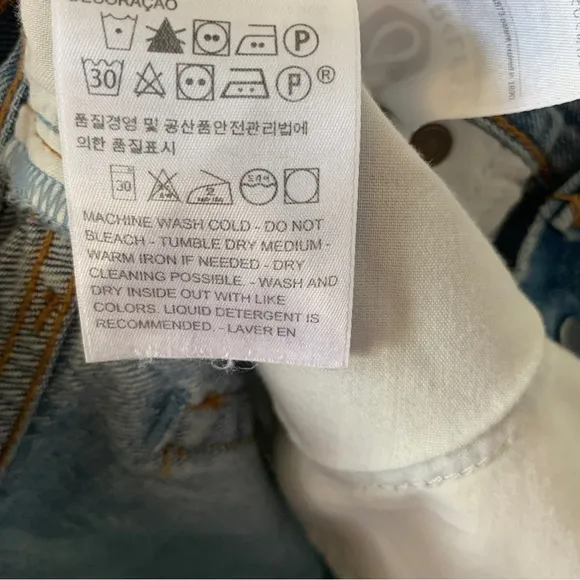 DECORAÇÃO
P
30 P ®
품질경영 및 공산품안전관리법에
의한 품질표시
30
MACHINE WASH COLD - DO NOT
BLEACH - TUMBLE DRY MEDIUM -
WARM IRON IF NEEDED - DRY
CLEANING POSSIBLE. - WASH AND
DRY INSIDE OUT WITH LIKE
COLORS. LIQUID DETERGENT IS
RECOMMENDED. - LAVER EN